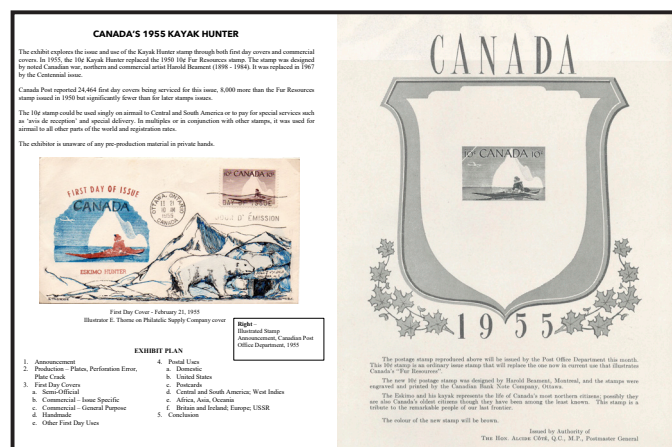 CANADA'S 1955 KAYAK HUNTER
The exhibit explores the issue and use of the Kayak Hunter stamp through both first day covers and commercial
covers. In 1955, the 10¢ Kayak Hunter replaced the 1950 10¢ Fur Resources stamp. The stamp was designed
by noted Canadian war, northern and commercial artist Harold Beament (1898 - 1984). It was replaced in 1967
by the Centennial issue.
Canada Post reported 24,464 first day covers being serviced for this issue, 8,000 more than the Fur Resources
stamp issued in 1950 but significantly fewer than for later stamps issues.
The 10¢ stamp could be used singly on airmail to Central and South America or to pay for special services such
as 'avis de reception' and special delivery. In multiples or in conjunction with other stamps, it was used for
airmail to all other parts of the world and registration rates.
The exhibitor is unaware of any pre-production material in private hands.
FIRST DAY OF ISSUE
CANADA
ESKIMO HUNTER
OTTAWA, ONTARIO
1955
CANADA
10¢ CANADA 10¢
DAY OF ISSUE
JOUR D'ÉMISSION
First Day Cover - February 21, 1955
Illustrator E. Thorne on Philatelic Supply Company cover
Right –
Illustrated Stamp
Announcement, Canadian Post
Office Department, 1955
EXHIBIT PLAN
1. Announcement
2. Production – Plates, Perforation Error,
Plate Crack
3. First Day Covers
a. Semi-Official
b. Commercial – Issue Specific
c. Commercial – General Purpose
d. Handmade
e. Other First Day Uses
4. Postal Uses
a. Domestic
b. United States
c. Postcards
d. Central and South America; West Indies
e. Africa, Asia, Oceania
f. Britain and Ireland; Europe; USSR
5. Conclusion
CANADA
10¢ CANADA 10¢
1955
The postage stamp reproduced above will be issued by the Post Office Department this month.
This 10¢ stamp is an ordinary issue stamp that will replace the one now in current use that illustrates
Canada's "Fur Resources".
The new 10¢ postage stamp was designed by Harold Beament, Montreal, and the stamps were
engraved and printed by the Canadian Bank Note Company, Ottawa.
The Eskimo and his kayak represents the life of Canada's most northern citizens; possibly they
are also Canada's oldest citizens though they have been among the least known. This stamp is a
tribute to the remarkable people of our last frontier.
The colour of the new stamp will be brown.
Issued by Authority of
THE HON. ALCIDE CÔTÉ, Q.C., M.P., Postmaster General